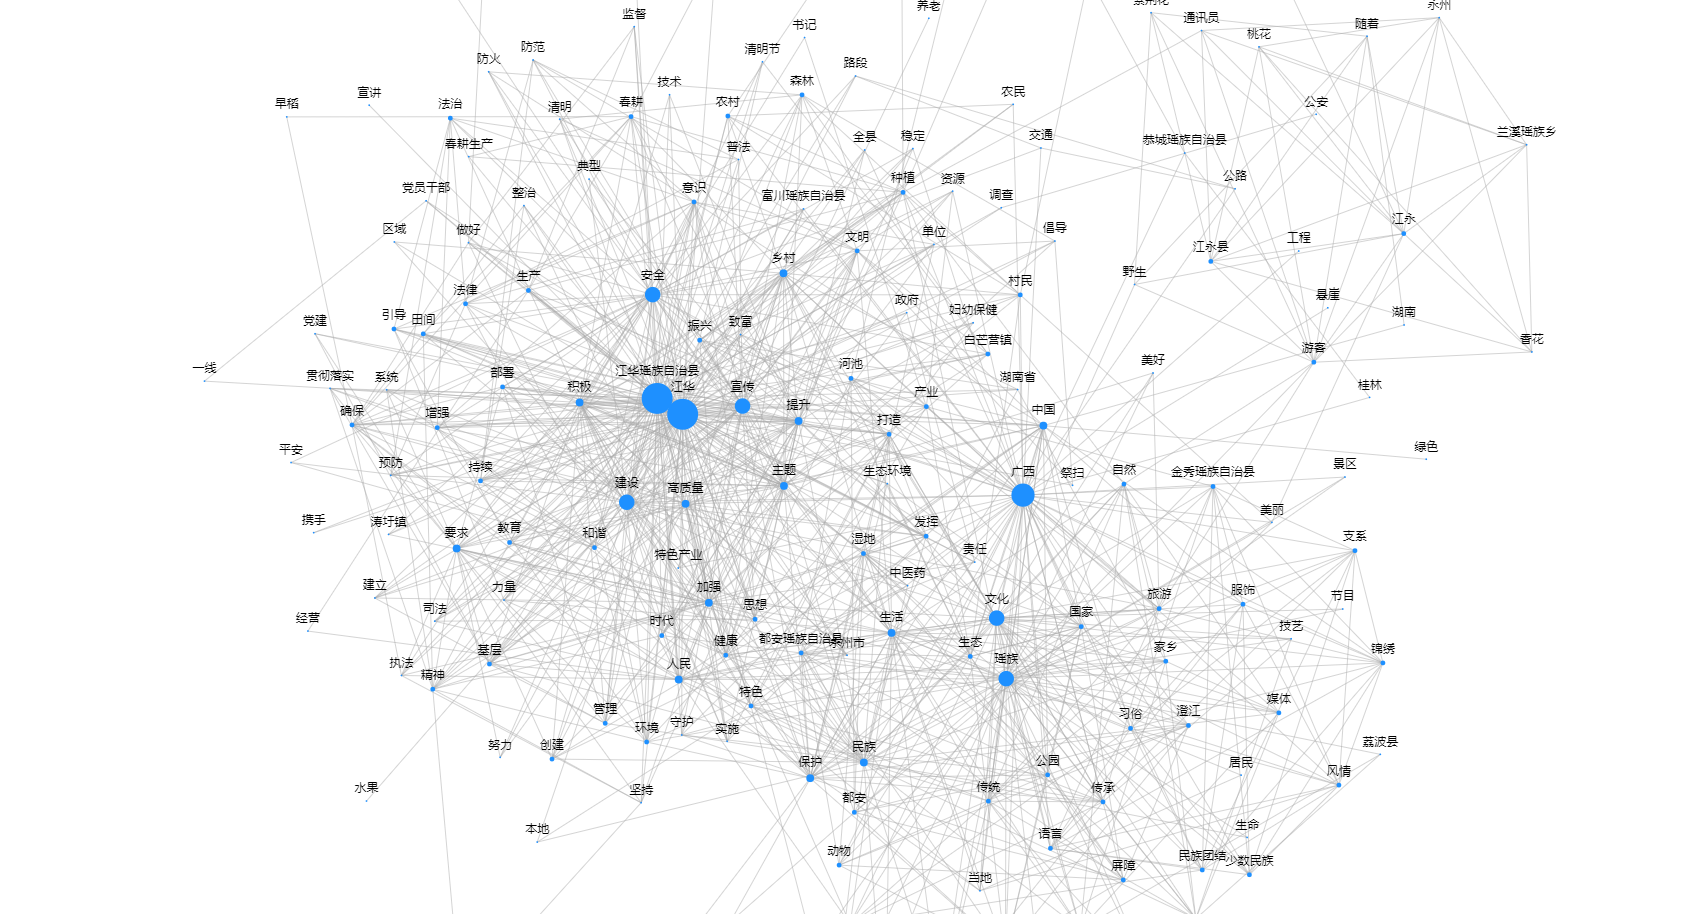 永州
养老
监督
通讯员
随着
书记
桃花
防范
清明节
防火
路段
技术
森林
宣讲
农民
早稻
法治
清明
春耕
农村
公安
兰溪瑶族乡
交通
全县
稳定
恭城瑶族自治县
春耕生产
普法
典型
公路
种植
资源
党员干部
整治
意识
富川瑶族自治县
调查
江永
区域
做好
文明
单位
倡导
工程
江永县
乡村
野生
生产
安全
村民
法律
悬崖
政府
妇幼保健
湖南
党建
引导
田间
振兴
致富
白芒营镇
香花
游客
一线
贯彻落实
系统
部署
江华瑶族自治县
河池
美好
湖南省
积极
江华
宣传
产业
桂林
确保
增强
提升
打造
中国
平安
绿色
预防
持续
主题
生态环境
广西
祭扫
自然
金秀瑶族自治县
景区
建设
高质量
携手
涛圩镇
美丽
要求
教育
和谐
发挥
湿地
责任
支系
特色产业
中医药
建立
力量
加强
思想
文化
旅游
服饰
节目
经营
司法
时代
生活
国家
技艺
健康
都安瑶族自治县
永州市
生态
家乡
基层
执法
精神
人民
瑶族
锦绣
特色
媒体
管理
环境
守护
实施
习俗
澄江
努力
创建
民族
保护
公园
居民
荔波县
风情
水果
坚持
都安
传统
传承
本地
语言
生命
动物
当地
屏障
民族团结
少数民族